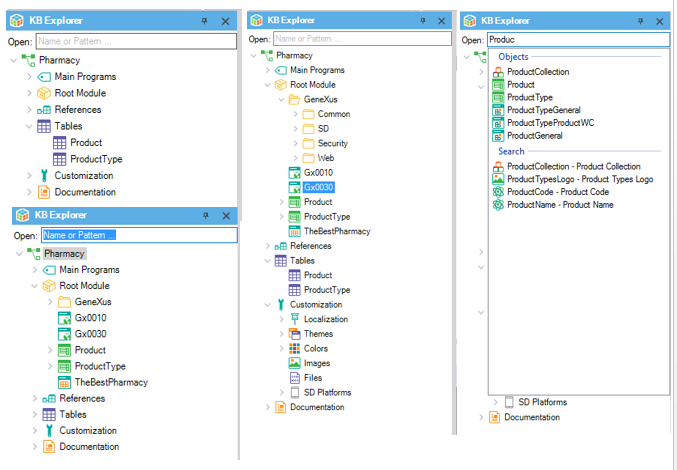 KB Explorer
Open: Name or Pattern ...
Pharmacy
Main Programs
Root Module
References
Tables
Product
ProductType
Customization
Documentation
KB Explorer
Open: Name or Pattern ...
Pharmacy
Main Programs
Root Module
GeneXus
Gx0010
Gx0030
Product
ProductType
TheBestPharmacy
References
Tables
Customization
Documentation
KB Explorer
Open: Name or Pattern ...
Pharmacy
Main Programs
Root Module
GeneXus
Common
SD
Security
Web
Gx0010
Gx0030
Product
ProductType
TheBestPharmacy
References
Tables
Product
ProductType
Customization
Localization
Themes
Colors
Images
Files
SD Platforms
Documentation
KB Explorer
Open: Produc
Objects
ProductCollection
Product
ProductType
ProductTypeGeneral
ProductTypeProductWC
ProductGeneral
Search
ProductCollection - Product Collection
ProductTypesLogo - Product Types Logo
ProductCode - Product Code
ProductName - Product Name
SD Platforms
Documentation